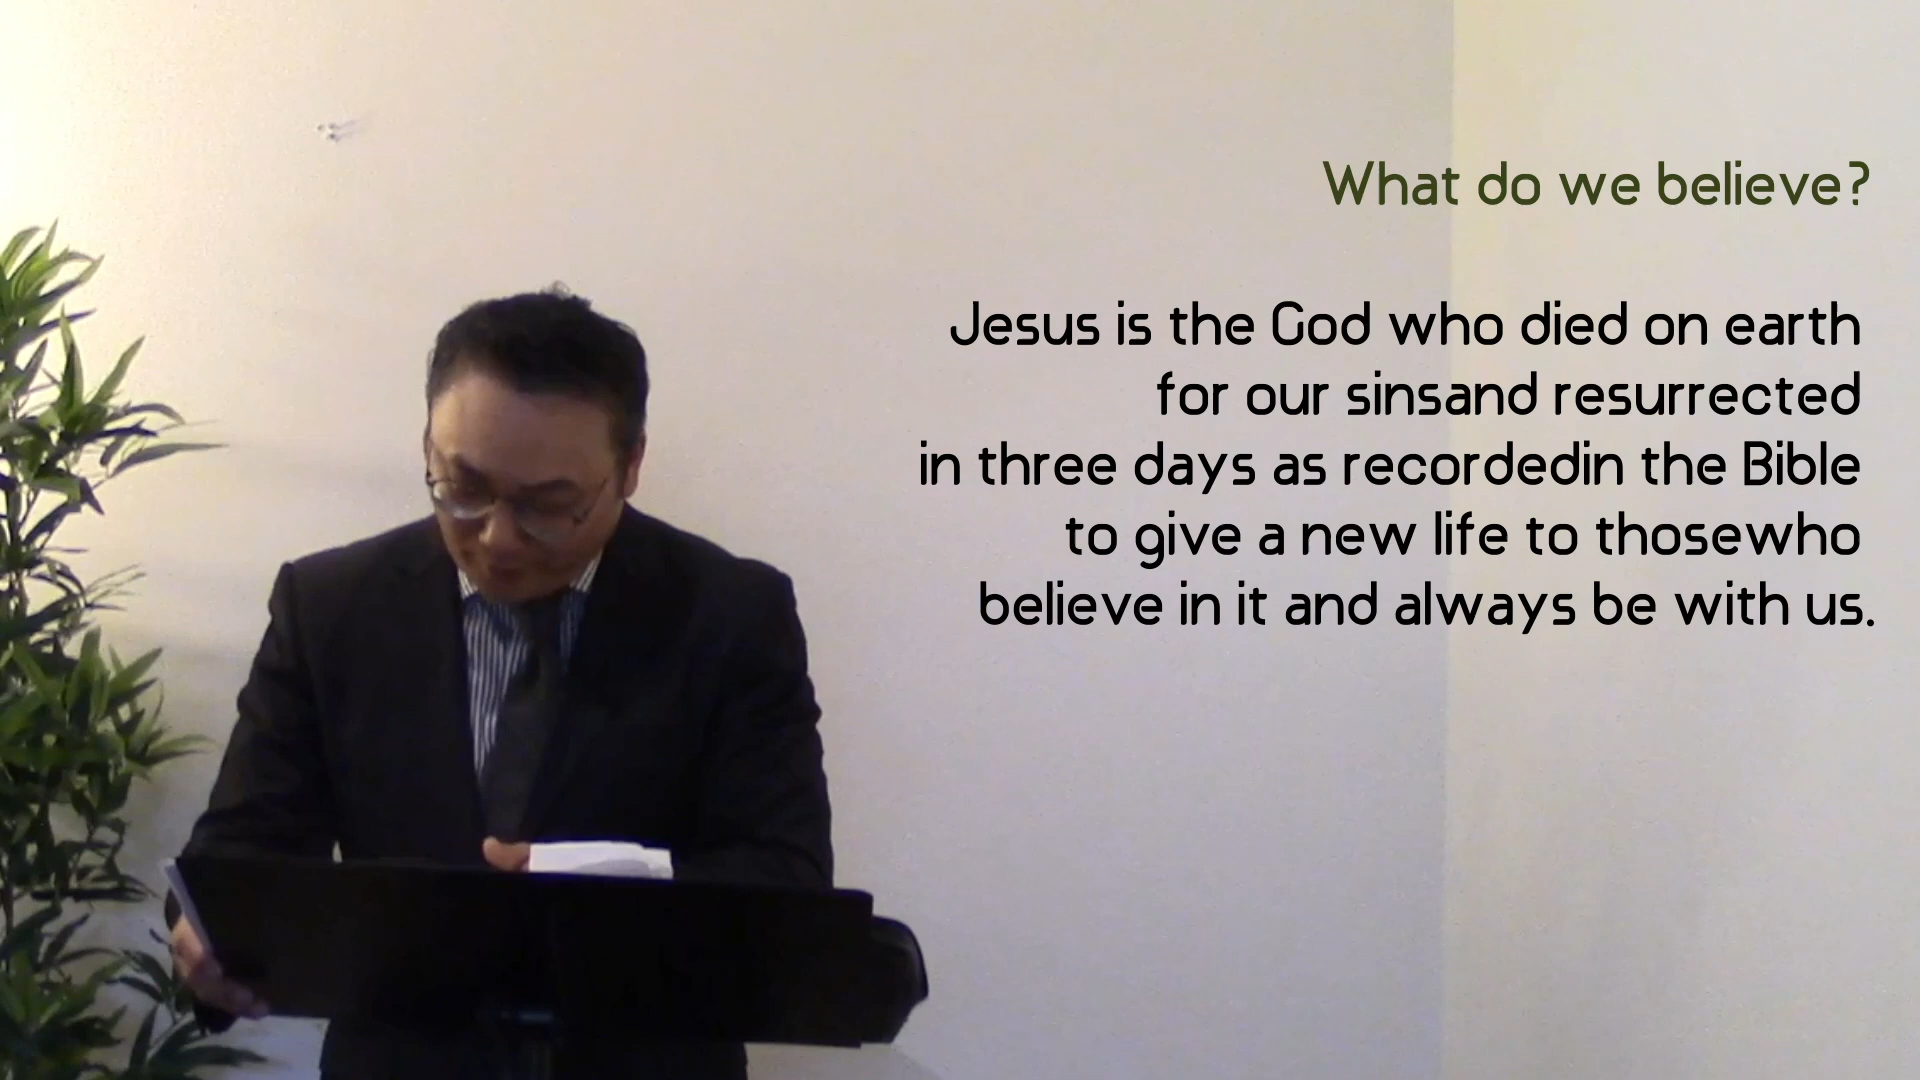 What do we believe?
Jesus is the God who died on earth
for our sinsand resurrected
in three days as recordedin the Bible
to give a new life to thosewho
believe in it and always be with us.